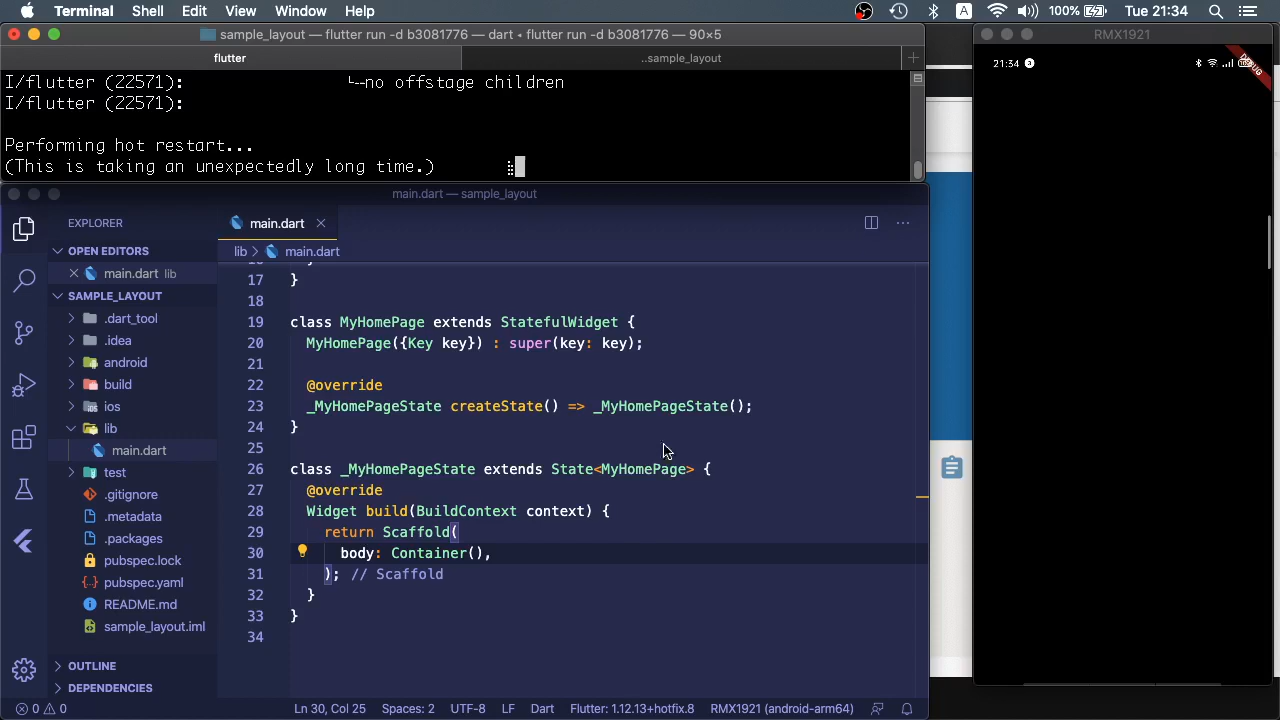 Terminal Shell Edit View Window Help
A 100% Tue 21:34
sample_layout — flutter run -d b3081776 — dart ◂ flutter run -d b3081776 — 90×5
flutter
..sample_layout
I/flutter (22571): └─no offstage children
I/flutter (22571):
Performing hot restart...
(This is taking an unexpectedly long time.)
main.dart — sample_layout
EXPLORER
OPEN EDITORS
main.dart lib
SAMPLE_LAYOUT
.dart_tool
.idea
android
build
ios
lib
main.dart
test
.gitignore
.metadata
.packages
pubspec.lock
pubspec.yaml
README.md
sample_layout.iml
OUTLINE
DEPENDENCIES
main.dart
lib > main.dart
17 }
18
19 class MyHomePage extends StatefulWidget {
20 MyHomePage({Key key}) : super(key: key);
21
22 @override
23 _MyHomePageState createState() => _MyHomePageState();
24 }
25
26 class _MyHomePageState extends State<MyHomePage> {
27 @override
28 Widget build(BuildContext context) {
29 return Scaffold(
30 body: Container(),
31 ); // Scaffold
32 }
33 }
34
0 0
Ln 30, Col 25
Spaces: 2
UTF-8
LF
Dart
Flutter: 1.12.13+hotfix.8
RMX1921 (android-arm64)
RMX1921
21:34
DEBUG